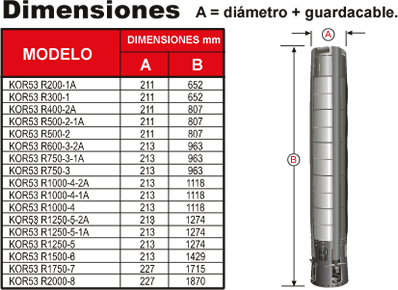 Dimensiones A = diámetro + guardacable.
MODELO DIMENSIONES mm
A B
KOR53 R200-1A 211 652
KOR53 R300-1 211 652
KOR53 R400-2A 211 807
KOR53 R500-2-1A 211 807
KOR53 R500-2 211 807
KOR53 R600-3-2A 213 963
KOR53 R750-3-1A 213 963
KOR53 R750-3 213 963
KOR53 R1000-4-2A 213 1118
KOR53 R1000-4-1A 213 1118
KOR53 R1000-4 213 1118
KOR53 R1250-5-2A 213 1274
KOR53 R1250-5-1A 213 1274
KOR53 R1250-5 213 1274
KOR53 R1500-6 213 1429
KOR53 R1750-7 227 1715
KOR53 R2000-8 227 1870
A
B